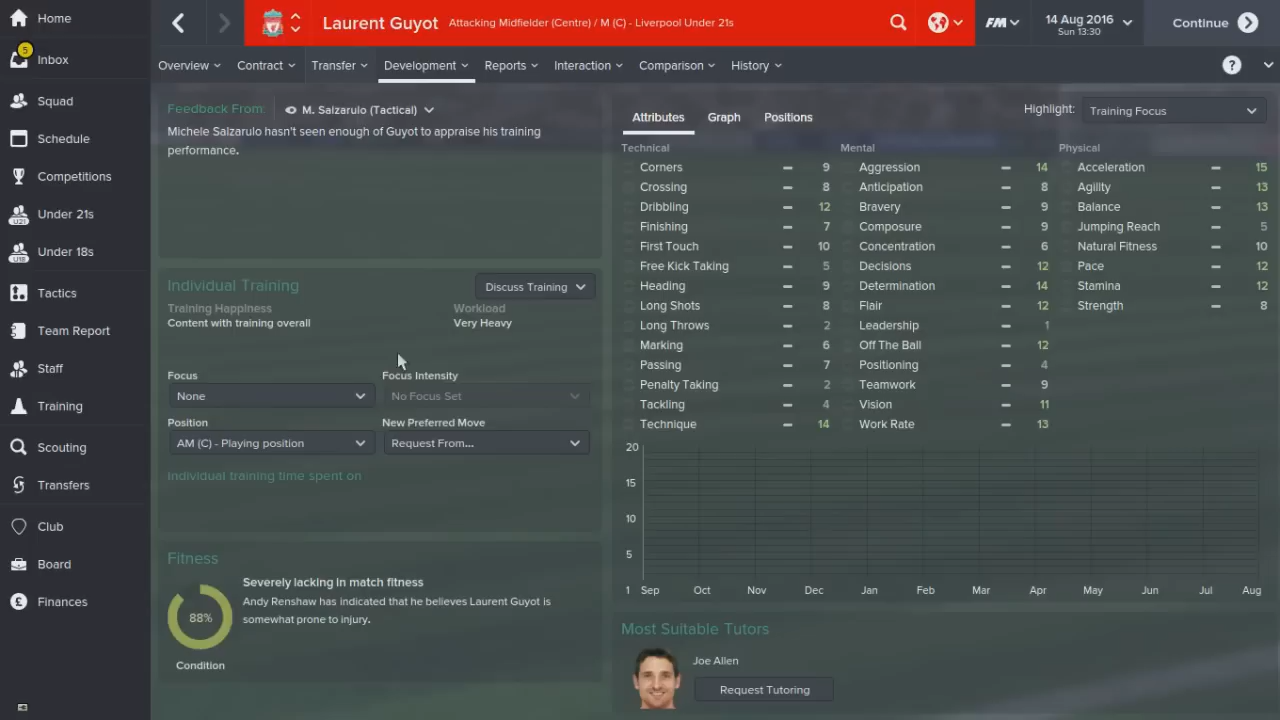 Home
Laurent Guyot
Attacking Midfielder (Centre) / M (C) - Liverpool Under 21s
FM
14 Aug 2016
Sun 13:30
Continue
5
Inbox
Overview
Contract
Transfer
Development
Reports
Interaction
Comparison
History
?
Squad
Schedule
Competitions
Under 21s
Under 18s
Tactics
Team Report
Staff
Training
Scouting
Transfers
Club
Board
Finances
Feedback From:
M. Saizarulo (Tactical)
Michele Saizarulo hasn't seen enough of Guyot to appraise his training
performance.
Individual Training
Discuss Training
Training Happiness
Workload
Content with training overall
Very Heavy
Focus
Focus Intensity
None
No Focus Set
Position
New Preferred Move
AM (C) - Playing position
Request From...
Individual training time spent on
Fitness
Severely lacking in match fitness
Andy Renshaw has indicated that he believes Laurent Guyot is
somewhat prone to injury.
88%
Condition
Attributes
Graph
Positions
Highlight:
Training Focus
Technical
Mental
Physical
Corners – 9 Aggression – 14 Acceleration – 15
Crossing – 8 Anticipation – 8 Agility – 13
Dribbling – 12 Bravery – 9 Balance – 13
Finishing – 7 Composure – 9 Jumping Reach – 5
First Touch – 10 Concentration – 6 Natural Fitness – 10
Free Kick Taking – 5 Decisions – 12 Pace – 12
Heading – 9 Determination – 14 Stamina – 12
Long Shots – 8 Flair – 12 Strength – 8
Long Throws – 2 Leadership – 1
Marking – 6 Off The Ball – 12
Passing – 7 Positioning – 4
Penalty Taking – 2 Teamwork – 9
Tackling – 4 Vision – 11
Technique – 14 Work Rate – 13
20
15
10
5
1 Sep Oct Nov Dec Jan Feb Mar Apr May Jun Jul Aug
Most Suitable Tutors
Joe Allen
Request Tutoring